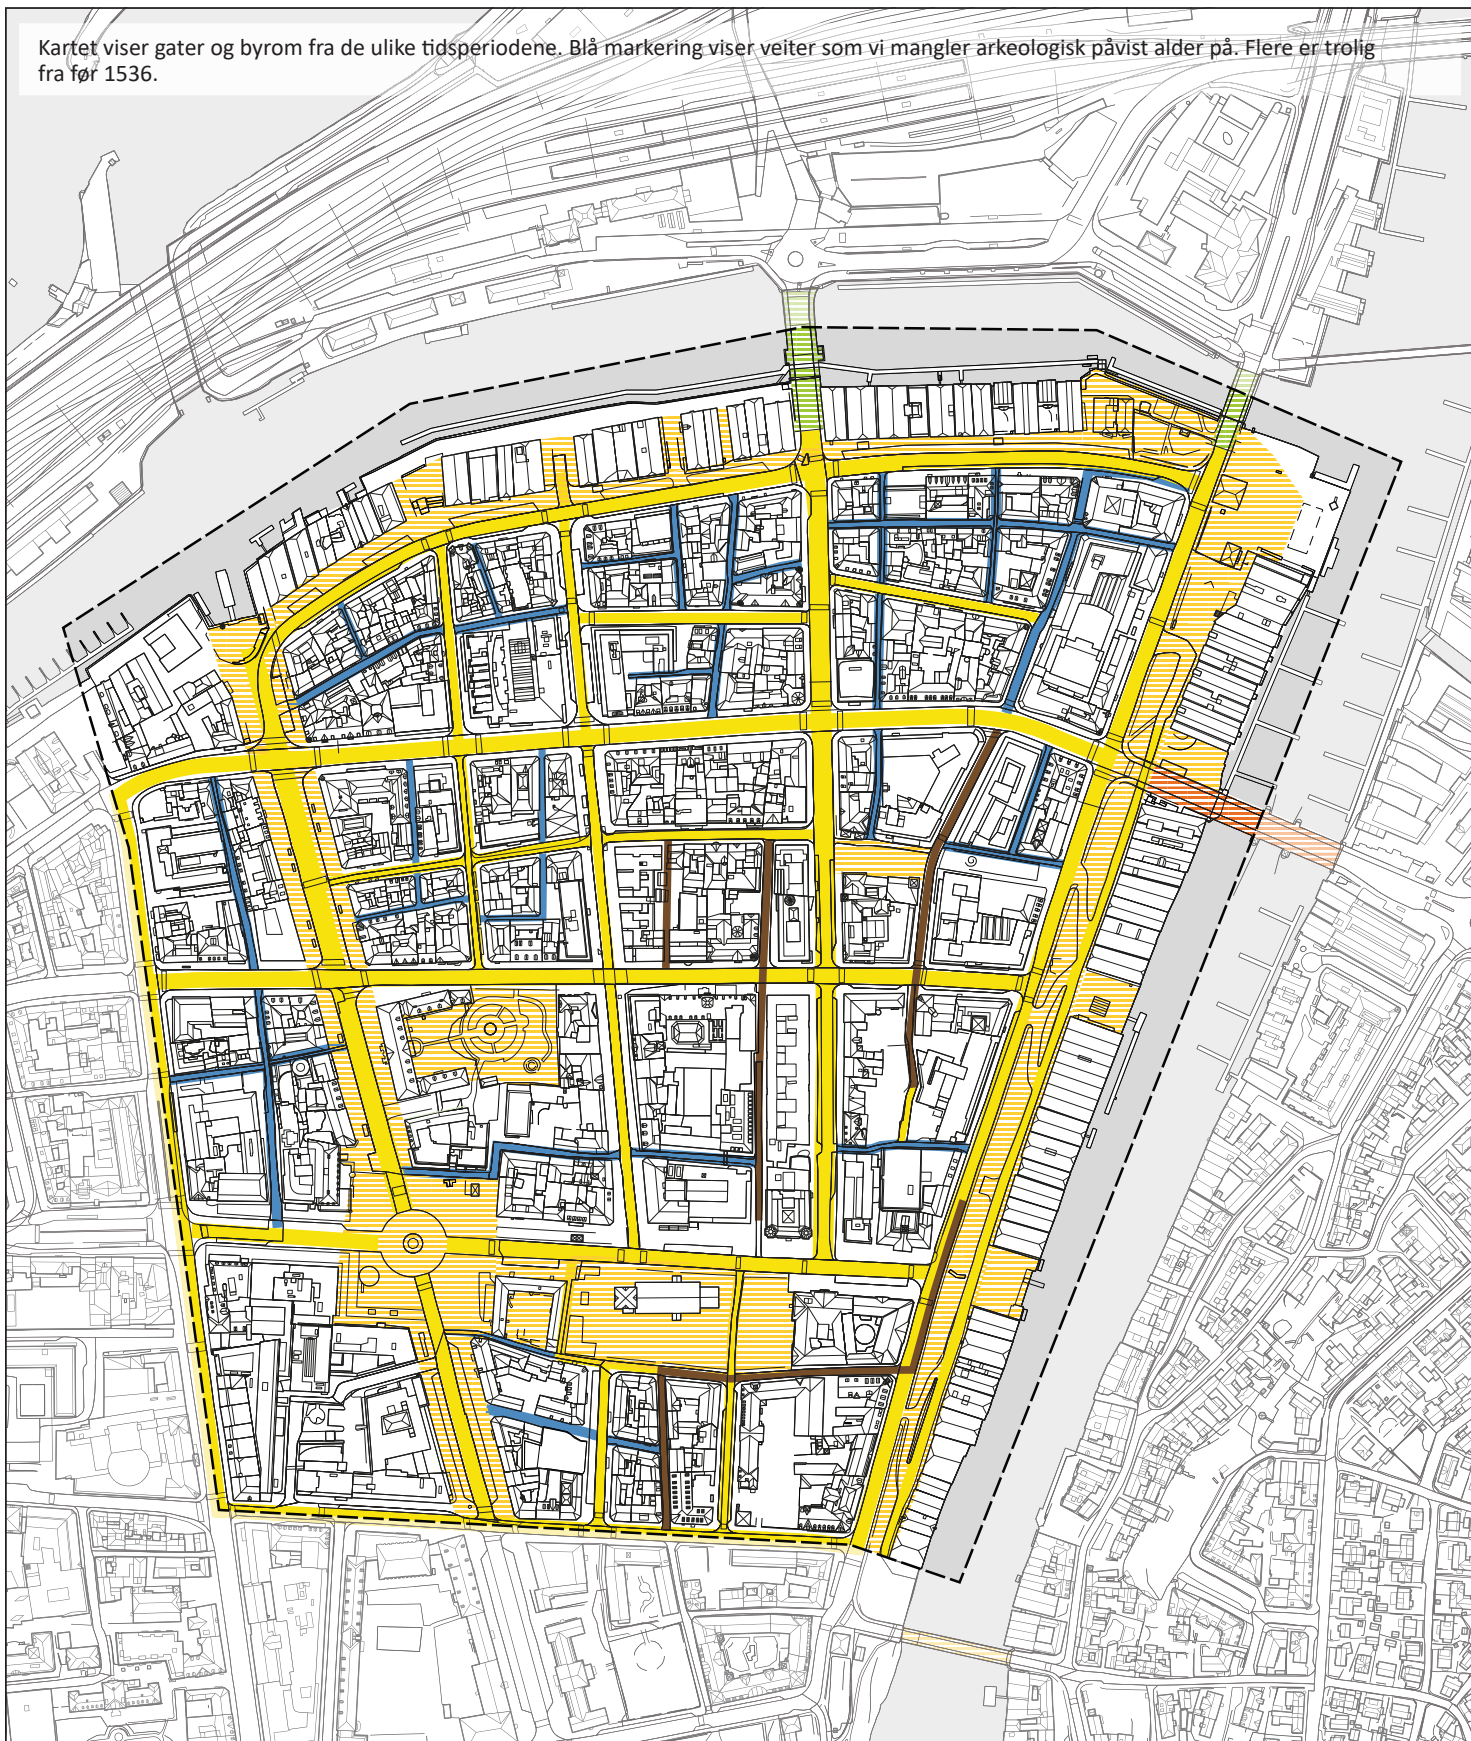 Kartet viser gater og byrom fra de ulike tidsperiodene. Blå markering viser veiter som vi mangler arkeologisk påvist alder på. Flere er trolig
fra før 1536.